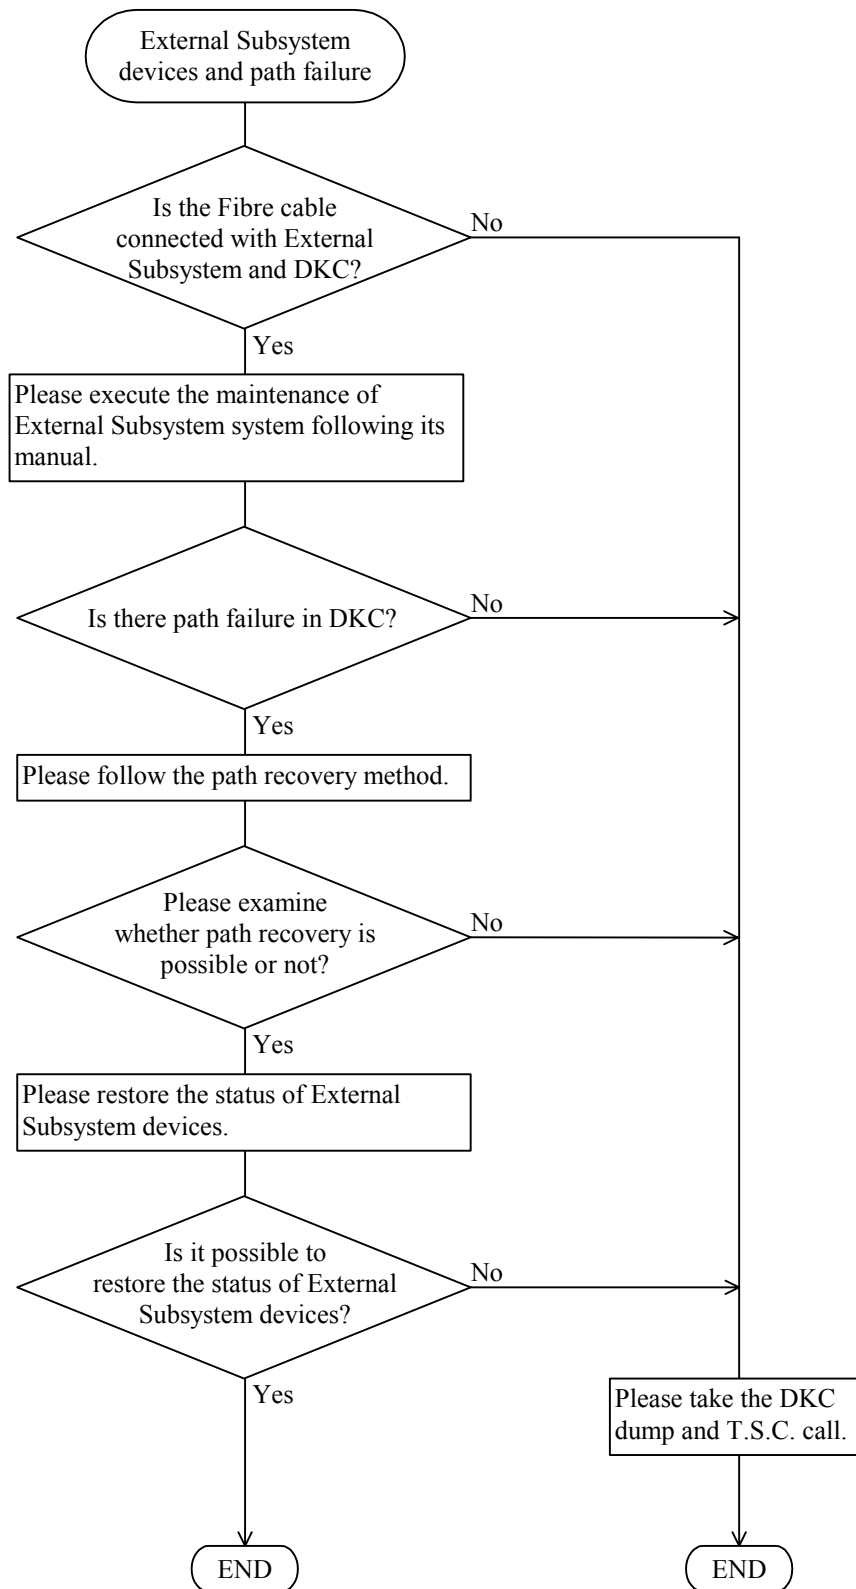 External Subsystem
devices and path failure
Is the Fibre cable
connected with External
Subsystem and DKC?
No
Yes
Please execute the maintenance of
External Subsystem system following its
manual.
Is there path failure in DKC?
No
Yes
Please follow the path recovery method.
Please examine
whether path recovery is
possible or not?
No
Yes
Please restore the status of External
Subsystem devices.
Is it possible to
restore the status of External
Subsystem devices?
No
Yes
Please take the DKC
dump and T.S.C. call.
END
END